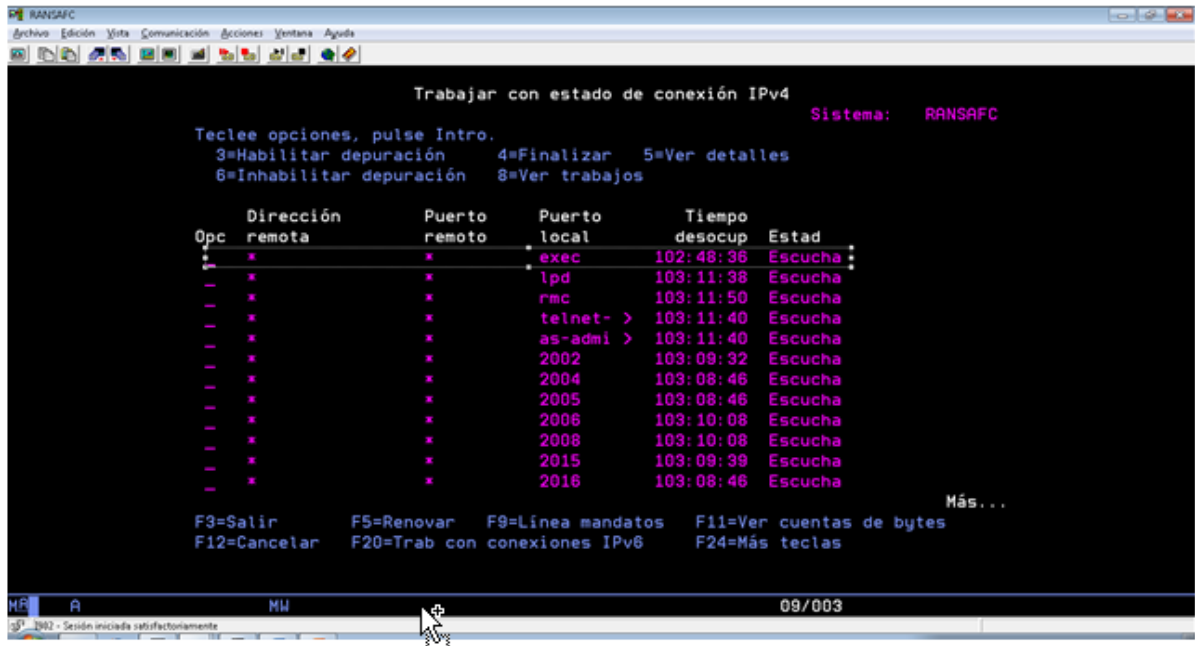 RANSAFC
Archivo Edición Vista Comunicación Acciones Ventana Ayuda
Trabajar con estado de conexión IPv4
Sistema: RANSAFC
Teclee opciones, pulse Intro.
3=Habilitar depuración 4=Finalizar 5=Ver detalles
6=Inhabilitar depuración 8=Ver trabajos
Dirección Puerto Puerto Tiempo
Opc remota remoto local desocup Estad
_ * * exec 102:48:36 Escucha
_ * * lpd 103:11:38 Escucha
_ * * rmc 103:11:50 Escucha
_ * * telnet- > 103:11:40 Escucha
_ * * as-admi > 103:11:40 Escucha
_ * * 2002 103:09:32 Escucha
_ * * 2004 103:08:46 Escucha
_ * * 2005 103:08:46 Escucha
_ * * 2006 103:10:08 Escucha
_ * * 2008 103:10:08 Escucha
_ * * 2015 103:09:39 Escucha
_ * * 2016 103:08:46 Escucha
Más...
F3=Salir F5=Renovar F9=Línea mandatos F11=Ver cuentas de bytes
F12=Cancelar F20=Trab con conexiones IPv6 F24=Más teclas
MA A MW 09/003
I902 - Sesión iniciada satisfactoriamente